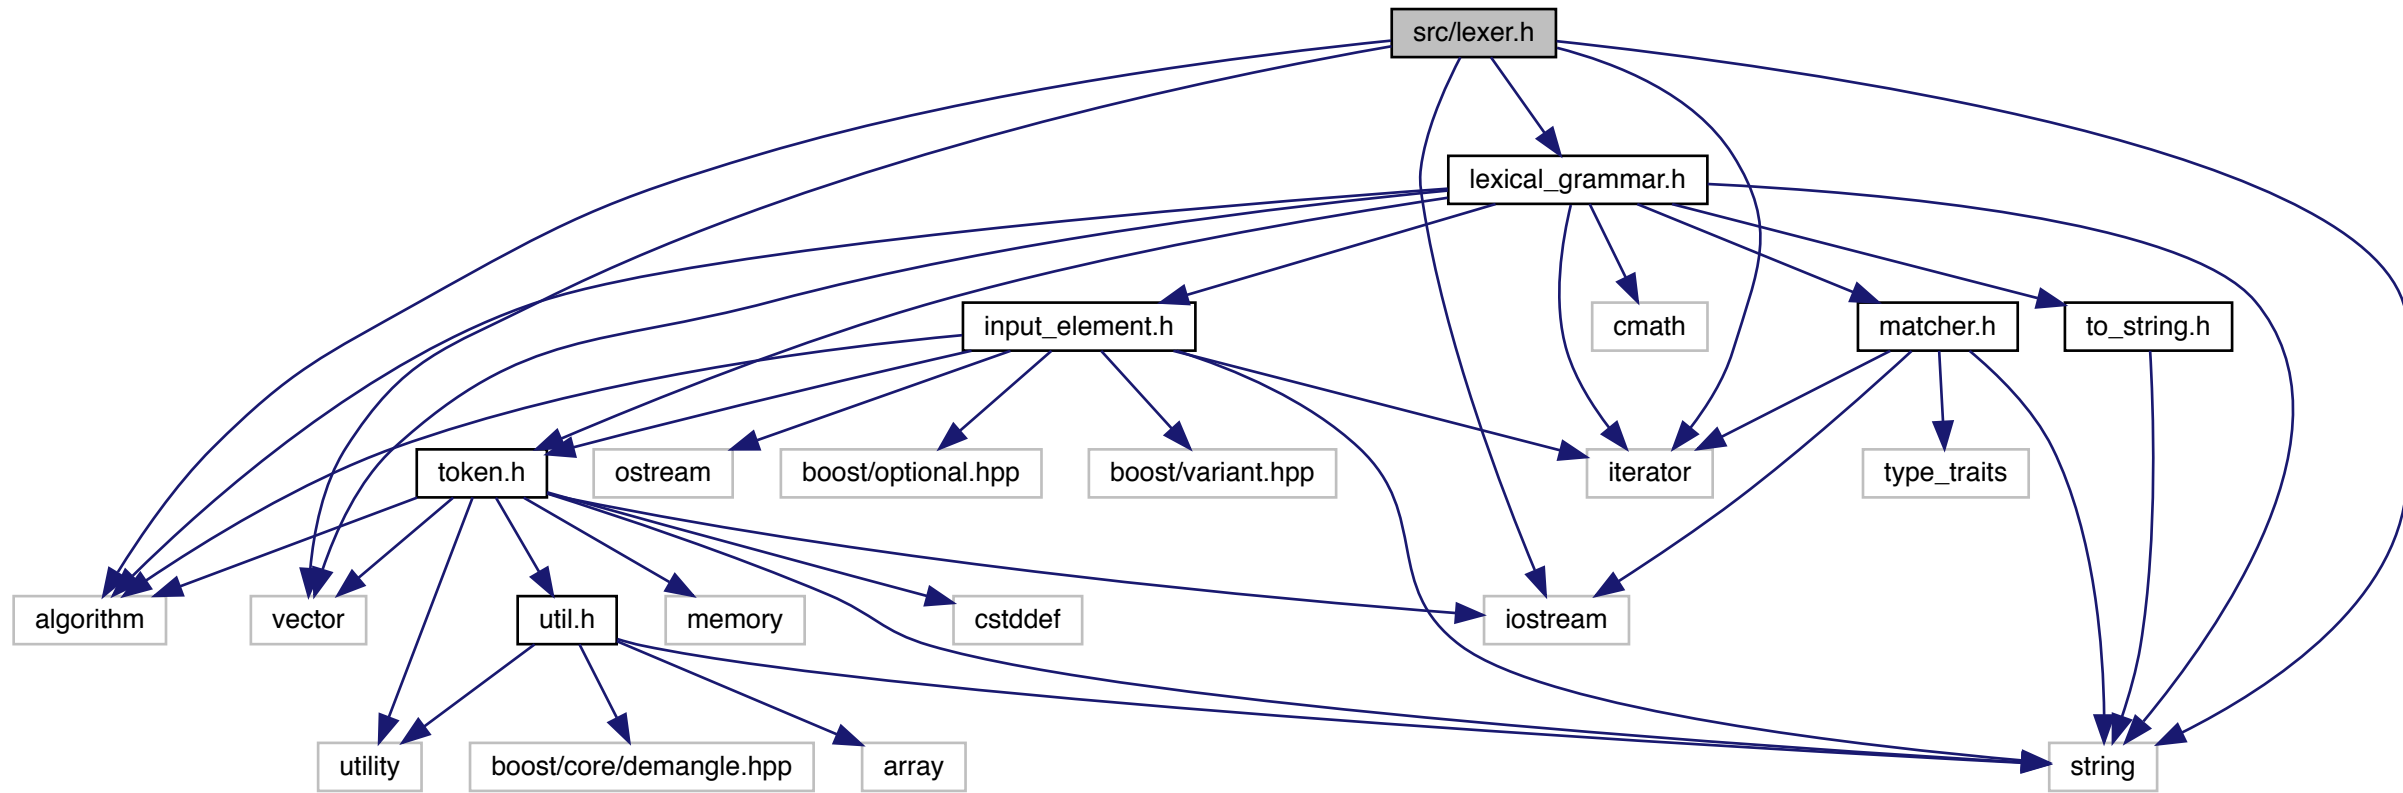 src/lexer.h
lexical_grammar.h
input_element.h
cmath
matcher.h
to_string.h
token.h
ostream
boost/optional.hpp
boost/variant.hpp
iterator
type_traits
algorithm
vector
util.h
memory
cstddef
iostream
utility
boost/core/demangle.hpp
array
string